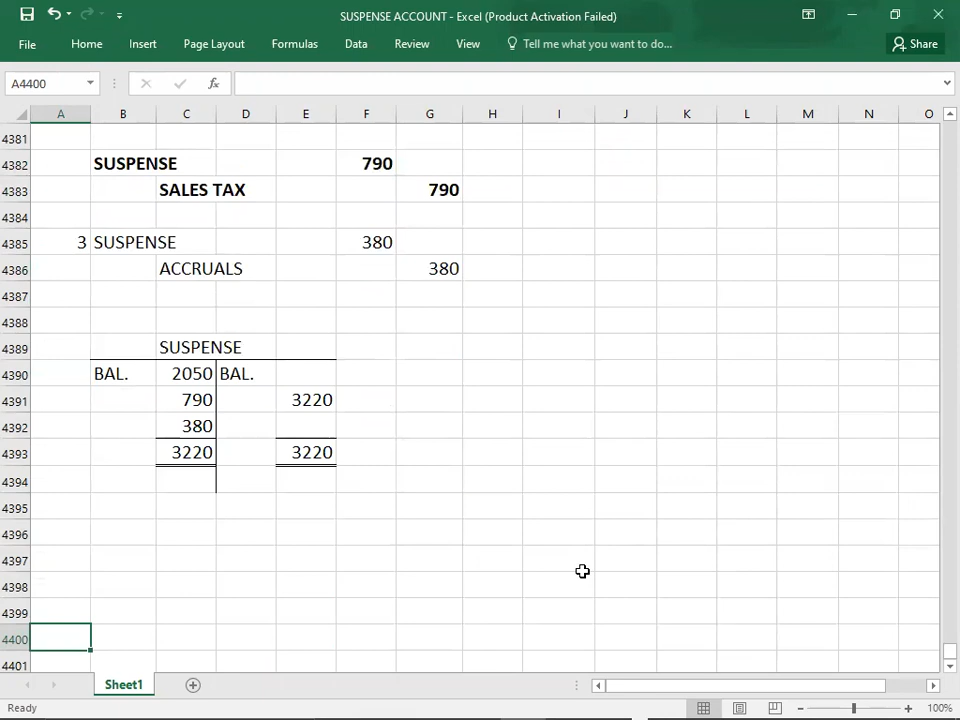 SUSPENSE ACCOUNT - Excel (Product Activation Failed)
File Home Insert Page Layout Formulas Data Review View Tell me what you want to do... Share
A4400 fx
A B C D E F G H I J K L M N O
4381
4382 SUSPENSE 790
4383 SALES TAX 790
4384
4385 3 SUSPENSE 380
4386 ACCRUALS 380
4387
4388
4389 SUSPENSE
4390 BAL. 2050 BAL.
4391 790 3220
4392 380
4393 3220 3220
4394
4395
4396
4397
4398
4399
4400
4401
Sheet1
Ready 100%